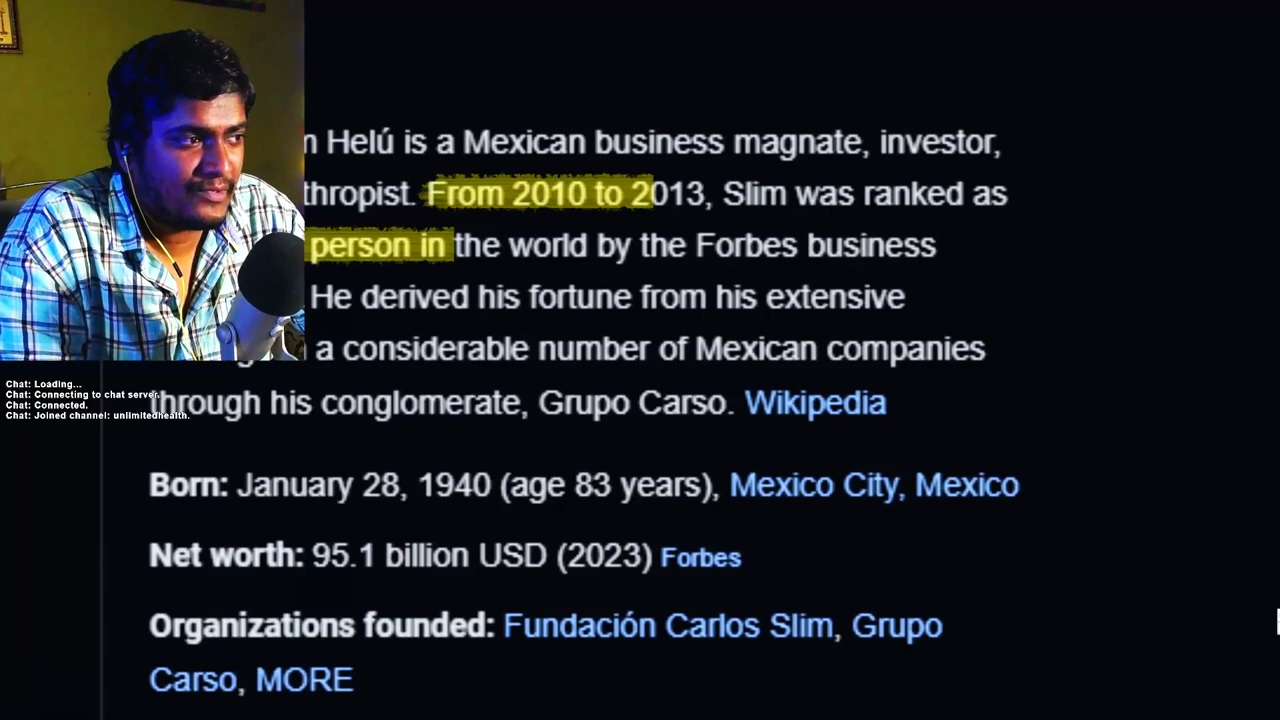 Helú is a Mexican business magnate, investor,
thropist. From 2010 to 2013, Slim was ranked as
person in the world by the Forbes business
He derived his fortune from his extensive
a considerable number of Mexican companies
through his conglomerate, Grupo Carso. Wikipedia
Born: January 28, 1940 (age 83 years), Mexico City, Mexico
Net worth: 95.1 billion USD (2023) Forbes
Organizations founded: Fundación Carlos Slim, Grupo
Carso, MORE
Chat: Loading...
Chat: Connecting to chat server.
Chat: Connected.
Chat: Joined channel: unlimitedhealth.